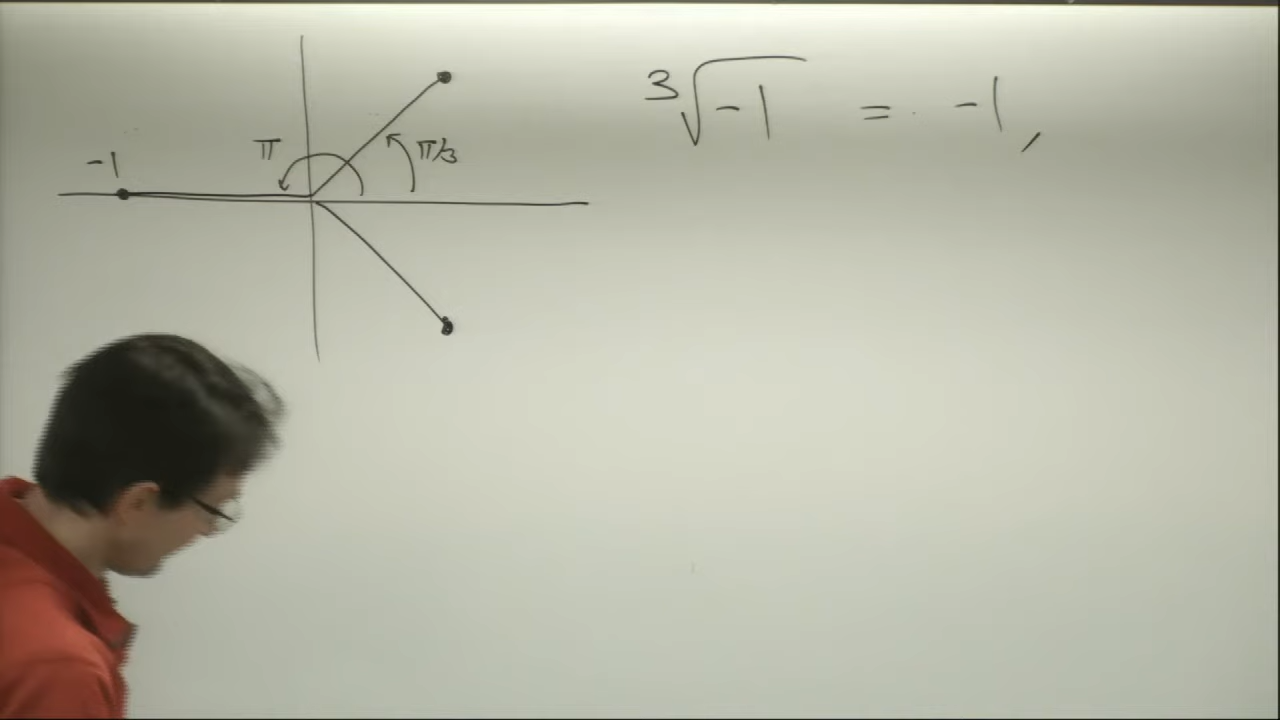 π
π/3
-1
∛-1 = -1,